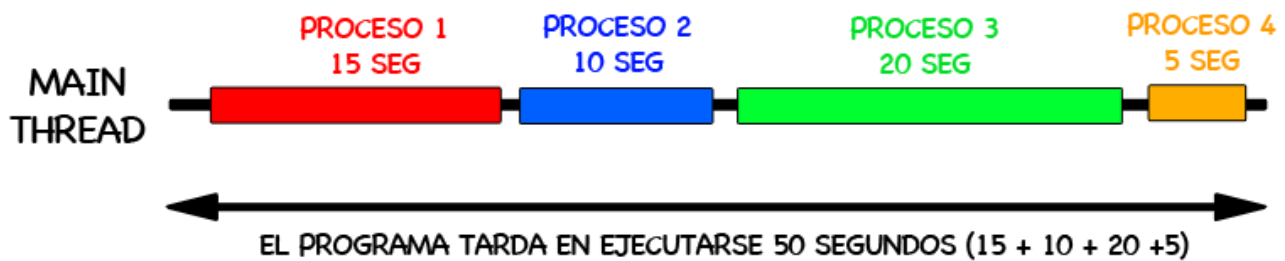 PROCESO 1
15 SEG
PROCESO 2
10 SEG
PROCESO 3
20 SEG
PROCESO 4
5 SEG
MAIN
THREAD
EL PROGRAMA TARDA EN EJECUTARSE 50 SEGUNDOS (15 + 10 + 20 +5)